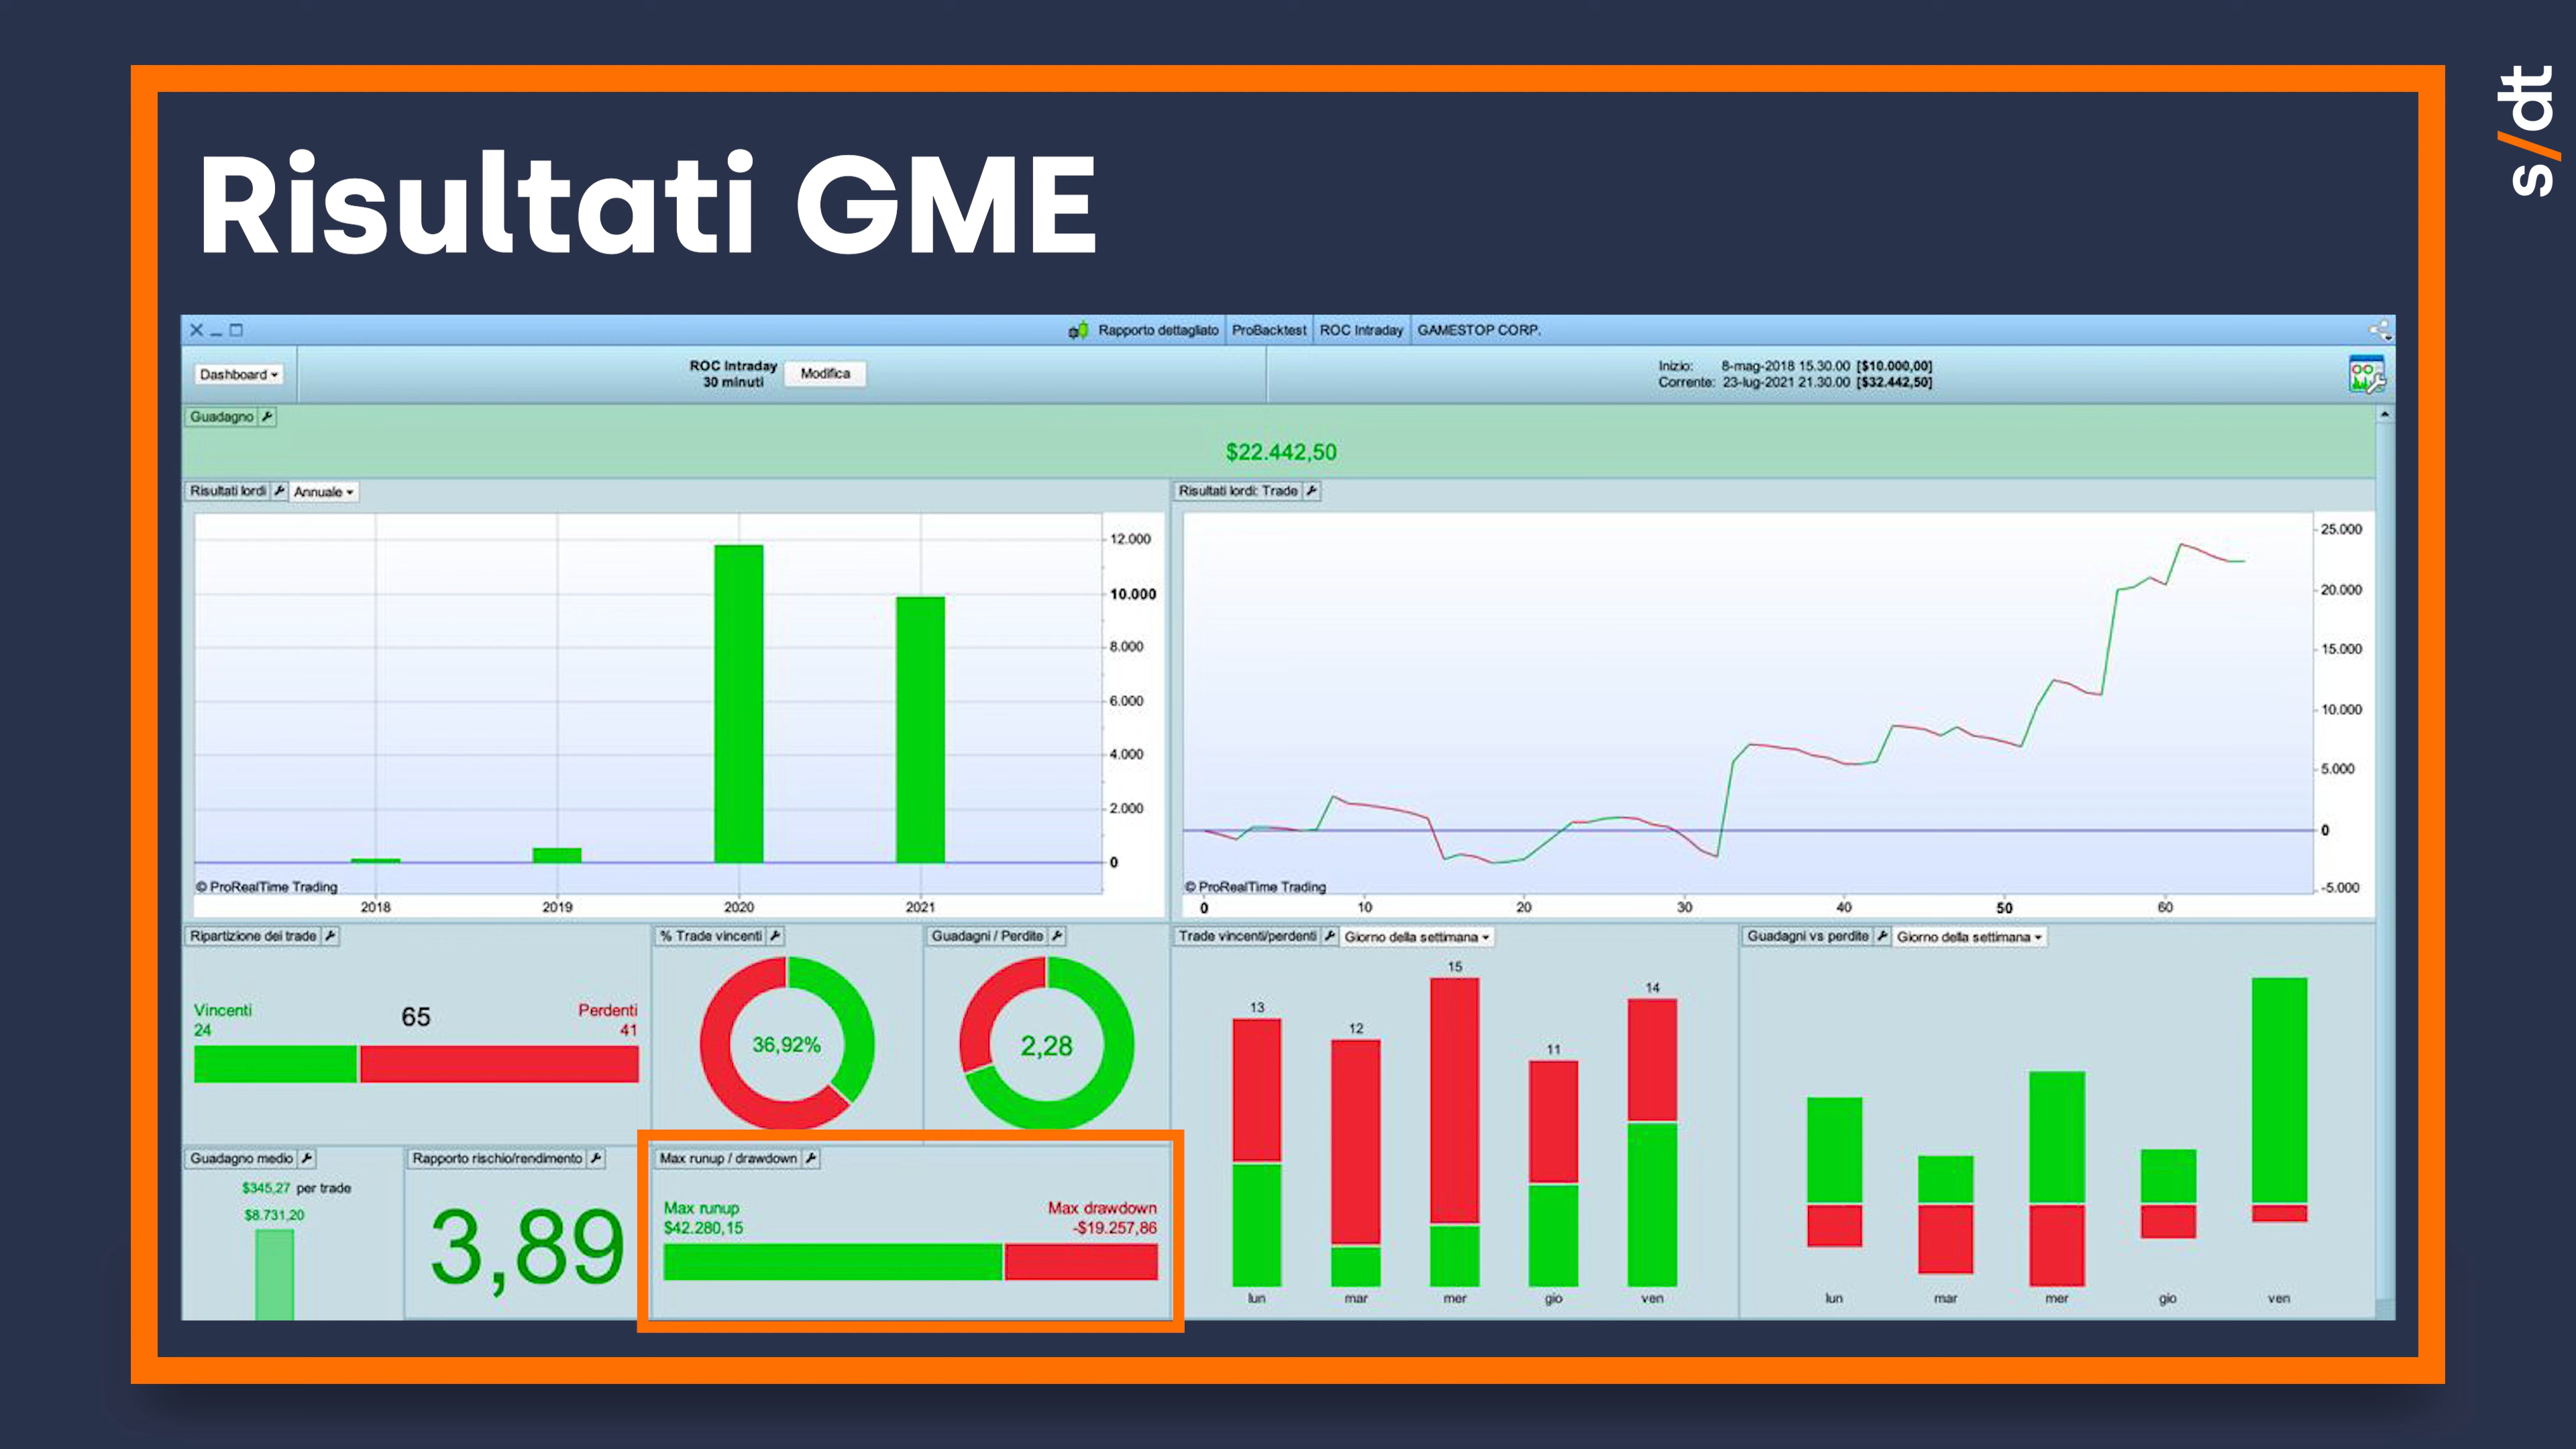 s/dt
Risultati GME
Rapporto dettagliato ProBacktest ROC Intraday GAMESTOP CORP.
Dashboard
ROC Intraday
30 minuti
Modifica
Inizio: 8-mag-2018 15.30.00 [$10.000,00]
Corrente: 23-lug-2021 21.30.00 [$32.442,50]
Guadagno
$22.442,50
Risultati lordi Annuale
12.000
10.000
8.000
6.000
4.000
2.000
0
© ProRealTime Trading
2018 2019 2020 2021
Risultati lordi: Trade
25.000
20.000
15.000
10.000
5.000
0
-5.000
© ProRealTime Trading
0 10 20 30 40 50 60
Ripartizione dei trade
Vincenti 65 Perdenti
24 41
% Trade vincenti
36,92%
Guadagni / Perdite
2,28
Trade vincenti/perdenti Giorno della settimana
13 12 15 11 14
lun mar mer gio ven
Guadagni vs perdite Giorno della settimana
lun mar mer gio ven
Guadagno medio
$345,27 per trade
$8.731,20
Rapporto rischio/rendimento
3,89
Max runup / drawdown
Max runup Max drawdown
$42.280,15 -$19.257,86